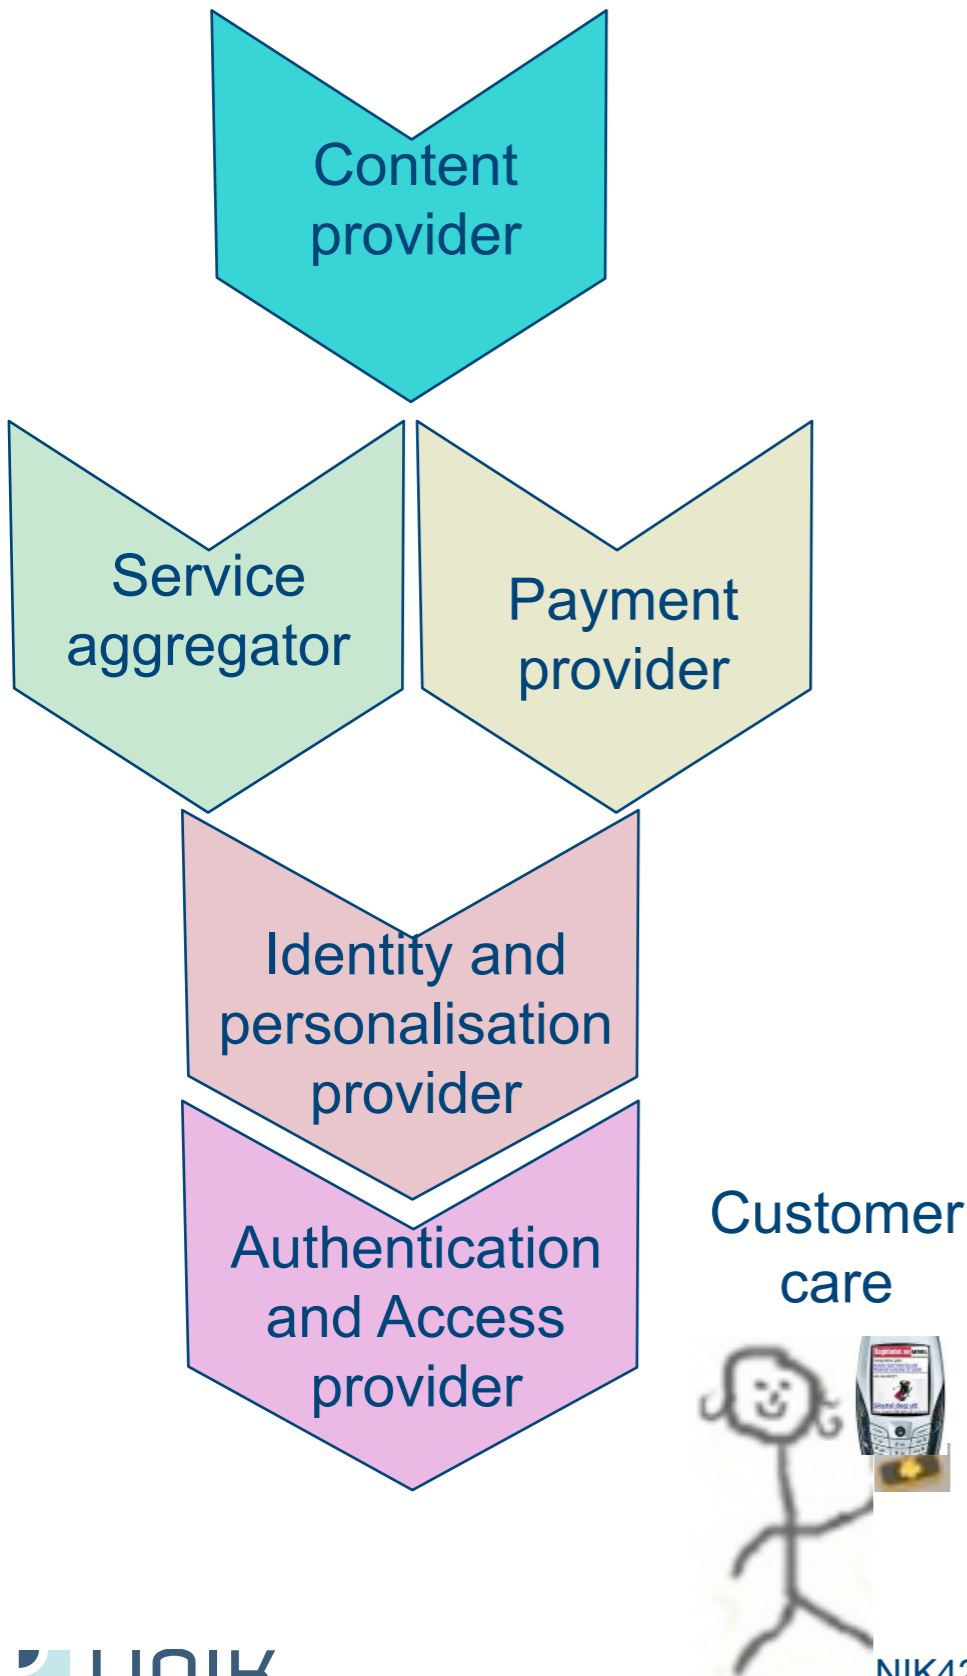 Content
provider
Service
aggregator
Payment
provider
Identity and
personalisation
provider
Authentication
and Access
provider
Customer
care